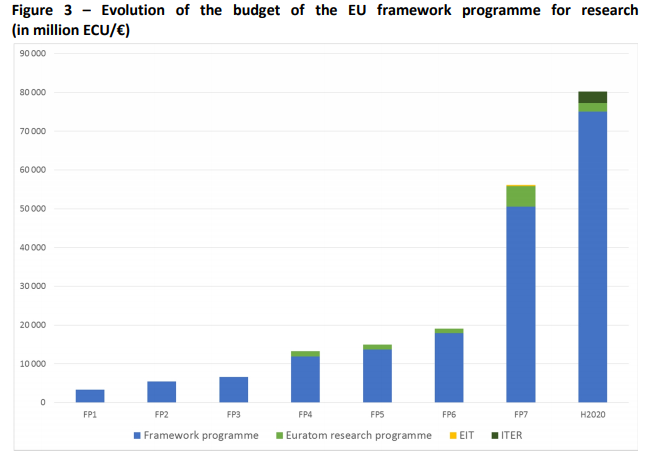 Figure 3 – Evolution of the budget of the EU framework programme for research
(in million ECU/€)
90 000
80 000
70 000
60 000
50 000
40 000
30 000
20 000
10 000
0
FP1 FP2 FP3 FP4 FP5 FP6 FP7 H2020
Framework programme Euratom research programme EIT ITER